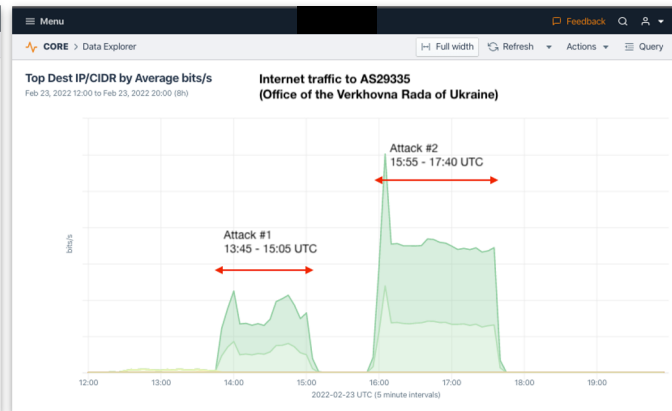 Menu
Feedback
CORE > Data Explorer
Full width
Refresh
Actions
Query
Top Dest IP/CIDR by Average bits/s
Feb 23, 2022 12:00 to Feb 23, 2022 20:00 (8h)
Internet traffic to AS29335
(Office of the Verkhovna Rada of Ukraine)
Attack #2
15:55 - 17:40 UTC
Attack #1
13:45 - 15:05 UTC
bits/s
12:00
13:00
14:00
15:00
16:00
17:00
18:00
19:00
2022-02-23 UTC (5 minute intervals)